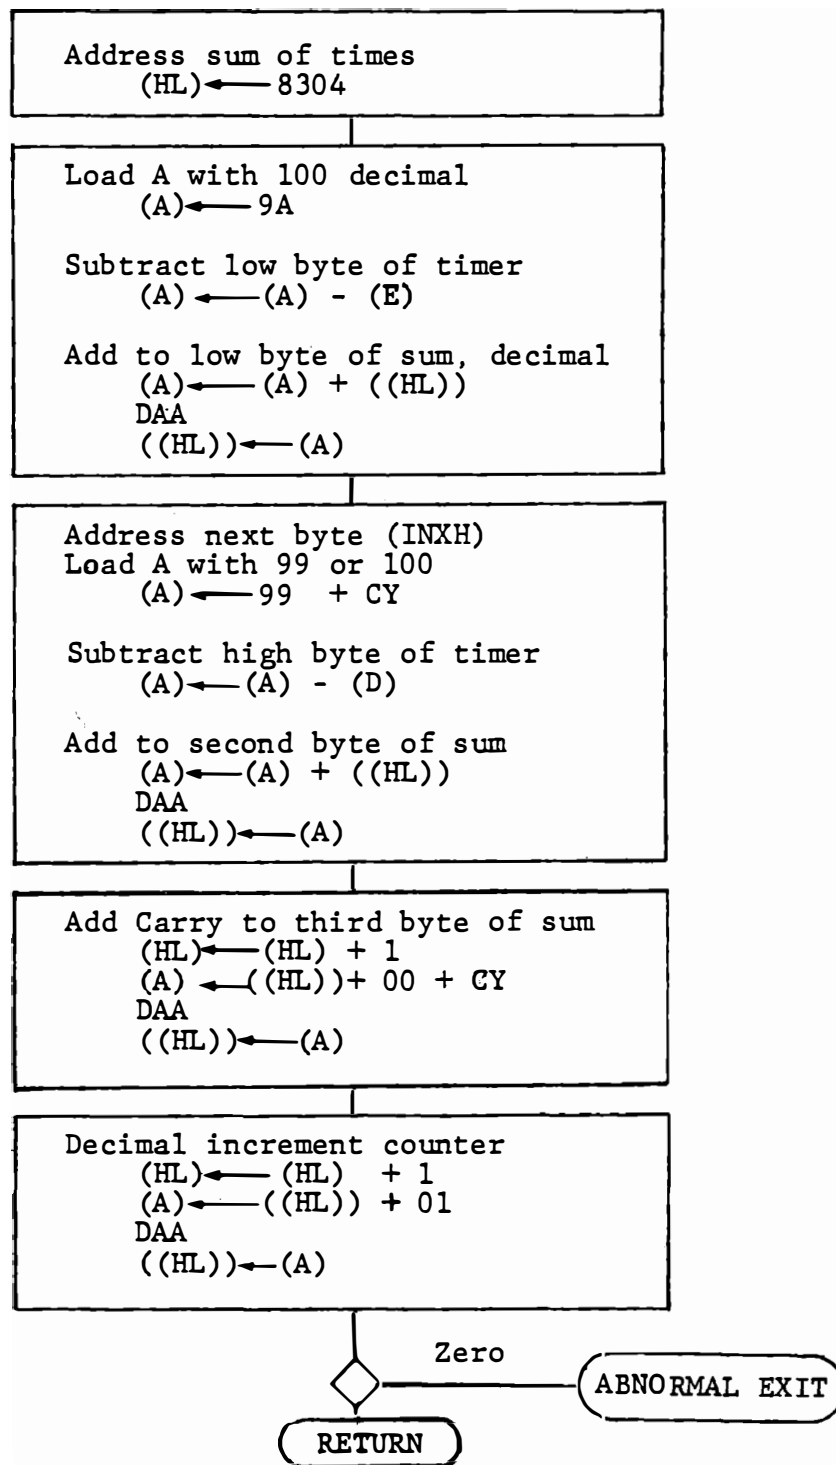 Address sum of times
(HL)←8304
Load A with 100 decimal
(A)←9A
Subtract low byte of timer
(A)←(A) - (E)
Add to low byte of sum, decimal
(A)←(A) + ((HL))
DAA
((HL))←(A)
Address next byte (INXH)
Load A with 99 or 100
(A)←99 + CY
Subtract high byte of timer
(A)←(A) - (D)
Add to second byte of sum
(A)←(A) + ((HL))
DAA
((HL))←(A)
Add Carry to third byte of sum
(HL)←(HL) + 1
(A)←((HL))+ 00 + CY
DAA
((HL))←(A)
Decimal increment counter
(HL)←(HL) + 1
(A)←((HL)) + 01
DAA
((HL))←(A)
Zero
ABNORMAL EXIT
RETURN